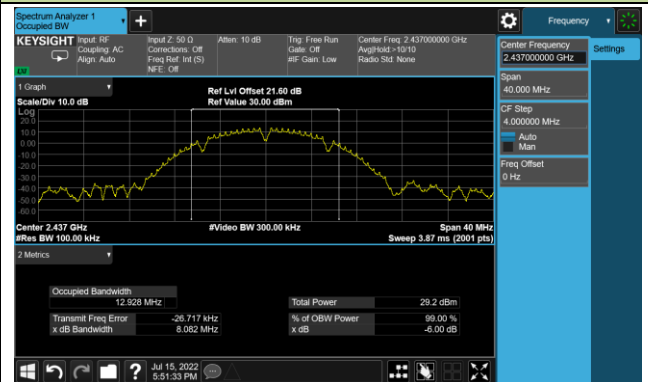 Spectrum Analyzer 1
Occupied BW
Frequency
KEYSIGHT
Input: RF
Coupling: AC
Align: Auto
Input Z: 50 Ω
Corrections: Off
Freq Ref: Int (S)
NFE: Off
Atten: 10 dB
Trig: Free Run
Gate: Off
#IF Gain: Low
Center Freq: 2.437000000 GHz
Avg|Hold:>10/10
Radio Std: None
Center Frequency
2.437000000 GHz
Settings
Span
40.000 MHz
CF Step
4.000000 MHz
Auto
Man
Freq Offset
0 Hz
1 Graph
Scale/Div 10.0 dB
Ref Lvl Offset 21.60 dB
Ref Value 30.00 dBm
Log
20.0
10.0
0.00
-10.0
-20.0
-30.0
-40.0
-50.0
-60.0
Center 2.437 GHz
#Res BW 100.00 kHz
#Video BW 300.00 kHz
Span 40 MHz
Sweep 3.87 ms (2001 pts)
2 Metrics
Occupied Bandwidth
12.928 MHz
Total Power 29.2 dBm
Transmit Freq Error -26.717 kHz
% of OBW Power 99.00 %
x dB Bandwidth 8.082 MHz
x dB -6.00 dB
Jul 15, 2022
5:51:33 PM